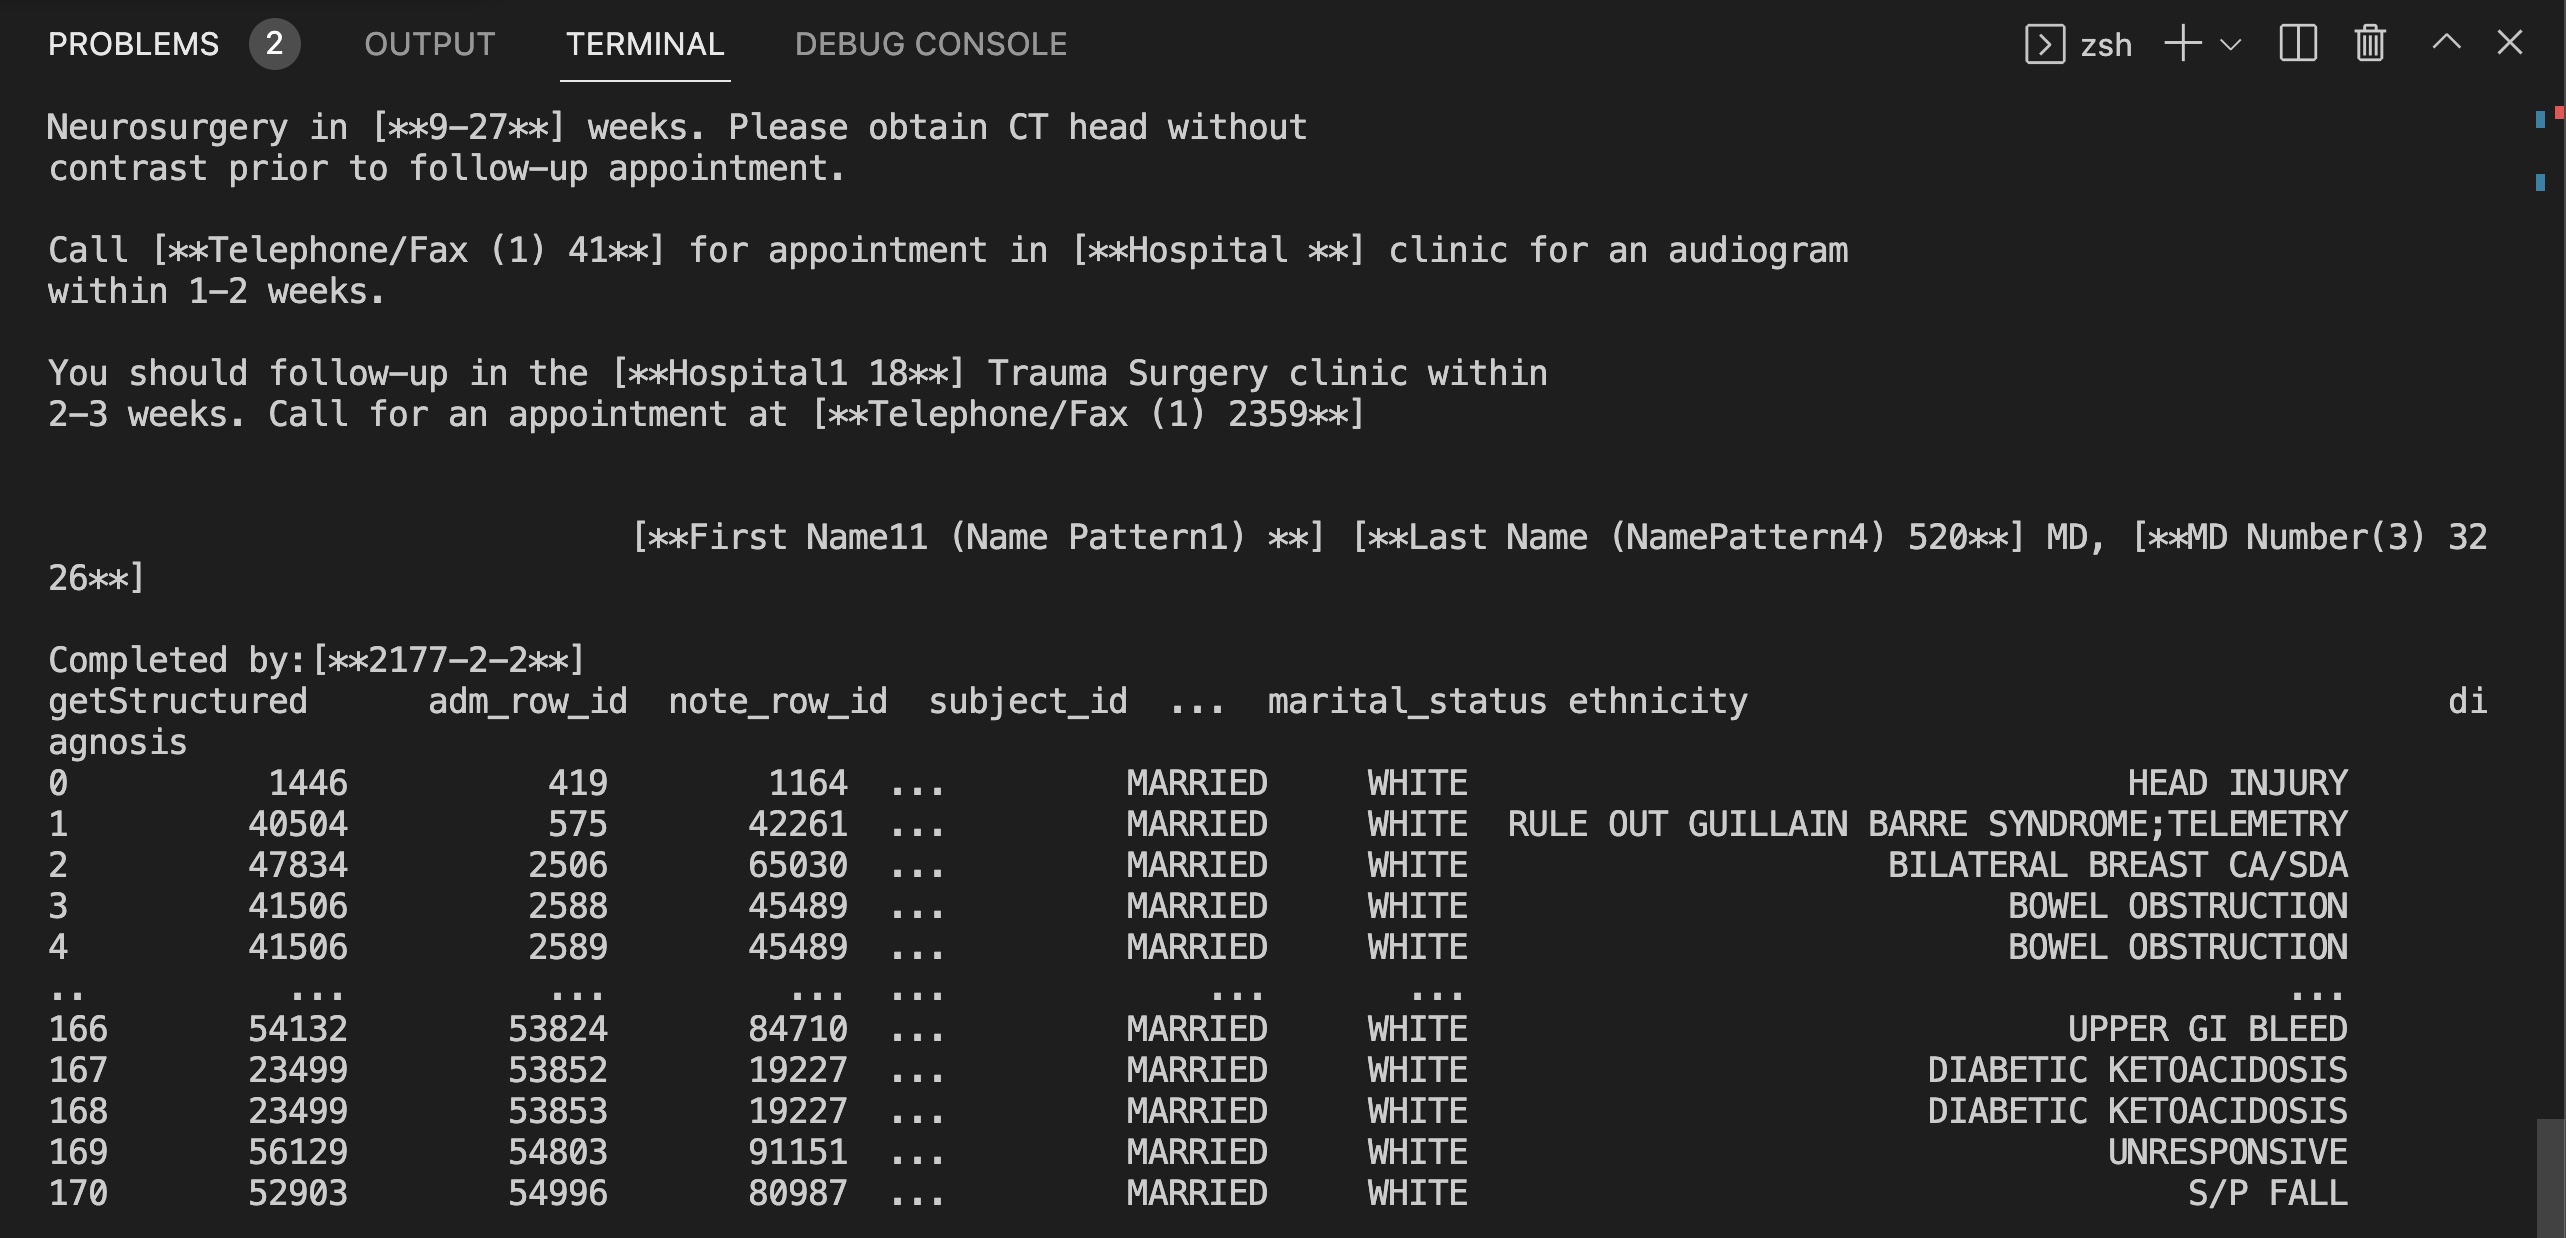 PROBLEMS 2 OUTPUT TERMINAL DEBUG CONSOLE zsh
Neurosurgery in [**9-27**] weeks. Please obtain CT head without
contrast prior to follow-up appointment.
Call [**Telephone/Fax (1) 41**] for appointment in [**Hospital **] clinic for an audiogram
within 1-2 weeks.
You should follow-up in the [**Hospital1 18**] Trauma Surgery clinic within
2-3 weeks. Call for an appointment at [**Telephone/Fax (1) 2359**]
[**First Name11 (Name Pattern1) **] [**Last Name (NamePattern4) 520**] MD, [**MD Number(3) 32
26**]
Completed by:[**2177-2-2**]
getStructured adm_row_id note_row_id subject_id ... marital_status ethnicity di
agnosis
0 1446 419 1164 ... MARRIED WHITE HEAD INJURY
1 40504 575 42261 ... MARRIED WHITE RULE OUT GUILLAIN BARRE SYNDROME;TELEMETRY
2 47834 2506 65030 ... MARRIED WHITE BILATERAL BREAST CA/SDA
3 41506 2588 45489 ... MARRIED WHITE BOWEL OBSTRUCTION
4 41506 2589 45489 ... MARRIED WHITE BOWEL OBSTRUCTION
.. ... ... ... ... ... ... ...
166 54132 53824 84710 ... MARRIED WHITE UPPER GI BLEED
167 23499 53852 19227 ... MARRIED WHITE DIABETIC KETOACIDOSIS
168 23499 53853 19227 ... MARRIED WHITE DIABETIC KETOACIDOSIS
169 56129 54803 91151 ... MARRIED WHITE UNRESPONSIVE
170 52903 54996 80987 ... MARRIED WHITE S/P FALL